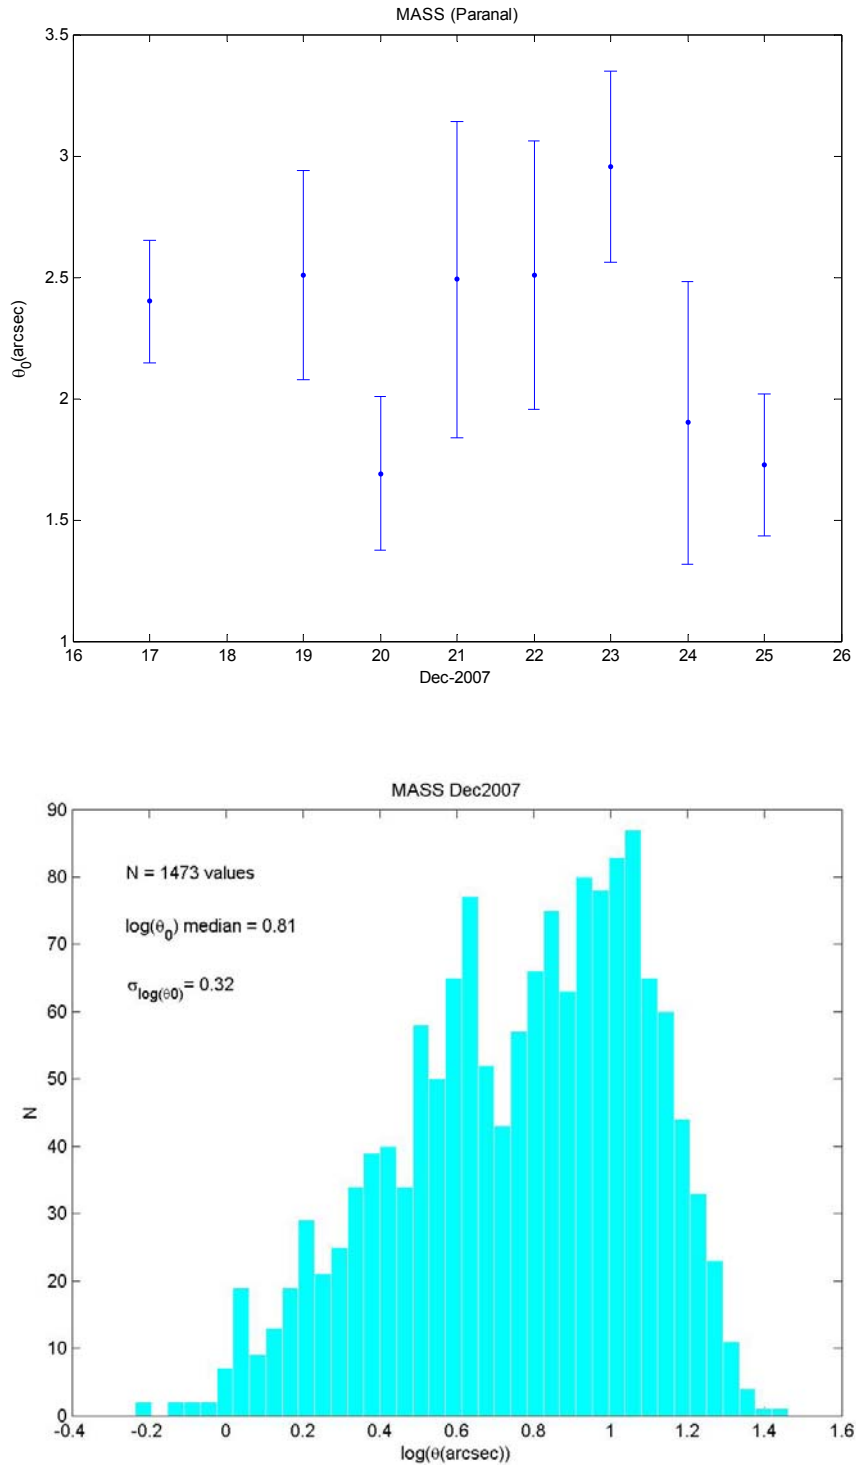 MASS (Paranal)
3.5
3
2.5
2
1.5
1
θ0(arcsec)
16 17 18 19 20 21 22 23 24 25 26
Dec-2007
MASS Dec2007
90
80
70
60
50
40
30
20
10
0
N
N = 1473 values
log(θ0) median = 0.81
σlog(θ0)= 0.32
-0.4 -0.2 0 0.2 0.4 0.6 0.8 1 1.2 1.4 1.6
log(θ(arcsec))